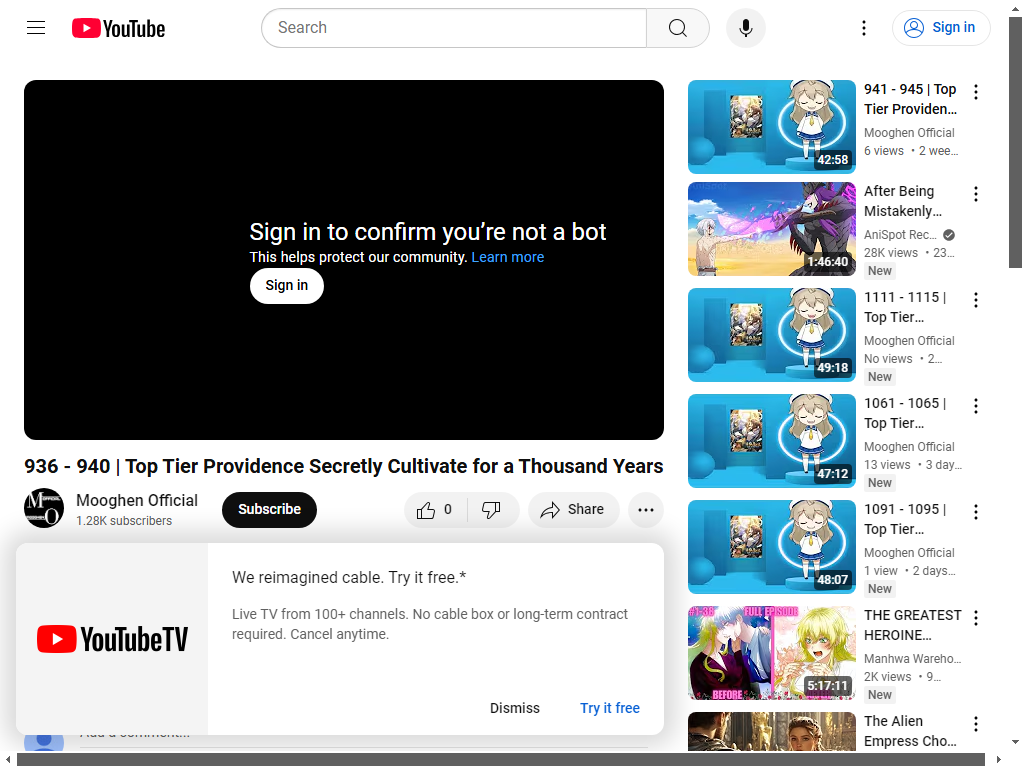 YouTube
Search
Sign in
Sign in to confirm you’re not a bot
This helps protect our community. Learn more
Sign in
936 - 940 | Top Tier Providence Secretly Cultivate for a Thousand Years
Mooghen Official
1.28K subscribers
Subscribe
0
Share
YouTubeTV
We reimagined cable. Try it free.*
Live TV from 100+ channels. No cable box or long-term contract
required. Cancel anytime.
Dismiss
Try it free
Add a comment...
42:58
941 - 945 | Top
Tier Providen...
Mooghen Official
6 views • 2 wee...
1:46:40
After Being
Mistakenly...
AniSpot Rec...
28K views • 23...
New
49:18
1111 - 1115 |
Top Tier...
Mooghen Official
No views • 2...
New
47:12
1061 - 1065 |
Top Tier...
Mooghen Official
13 views • 3 day...
New
48:07
1091 - 1095 |
Top Tier...
Mooghen Official
1 view • 2 days...
New
#1-38 FULL EPISODE
BEFORE
5:17:11
THE GREATEST
HEROINE...
Manhwa Wareho...
2K views • 9...
New
The Alien
Empress Cho...